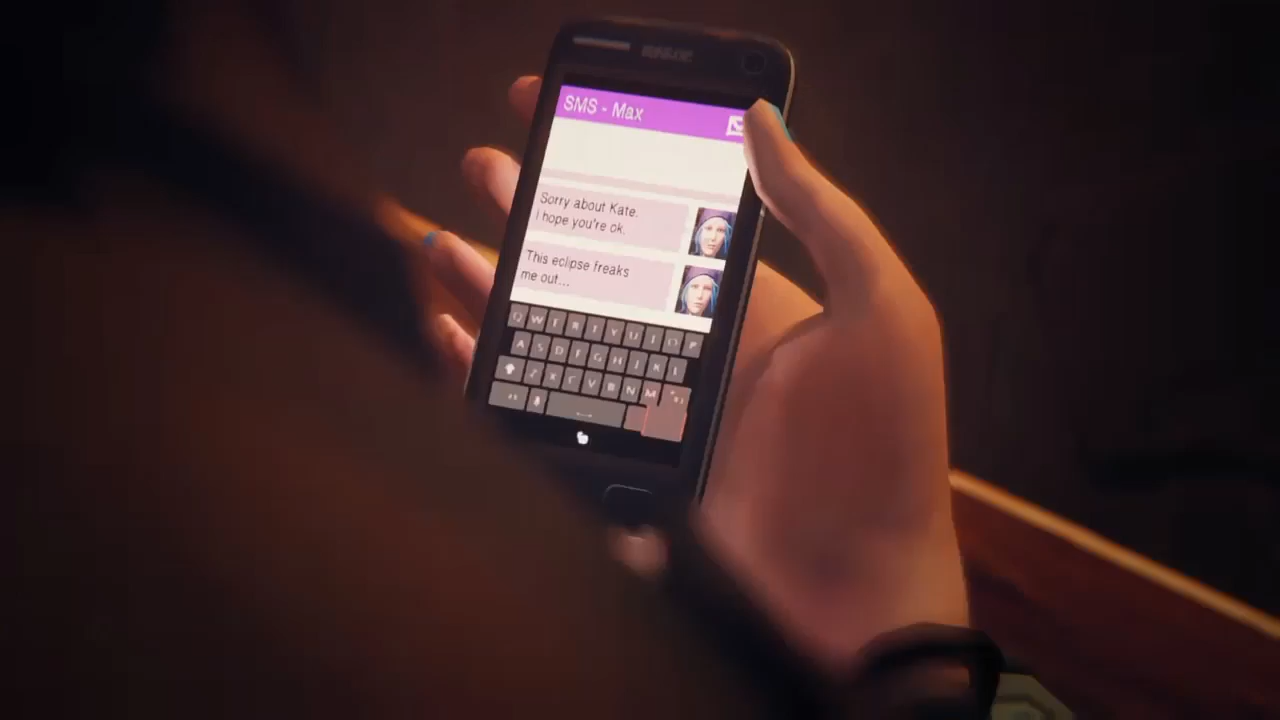 SMS - Max
Sorry about Kate.
I hope you're ok.
This eclipse freaks
me out...
Q W E R T Y U I O P
A S D F G H J K L
Z X C V B N M